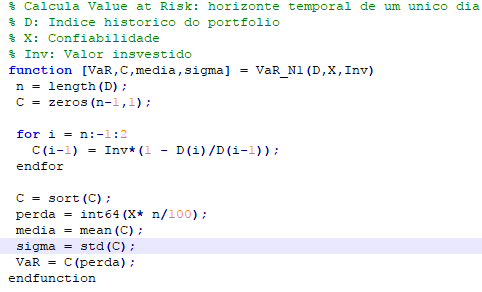 % Calcula Value at Risk: horizonte temporal de um unico dia
% D: Indice historico do portfolio
% X: Confiabilidade
% Inv: Valor insvestido
function [VaR,C,media,sigma] = VaR_N1(D,X,Inv)
n = length(D);
C = zeros(n-1,1);
for i = n:-1:2
C(i-1) = Inv*(1 - D(i)/D(i-1));
endfor
C = sort(C);
perda = int64(X* n/100);
media = mean(C);
sigma = std(C);
VaR = C(perda);
endfunction